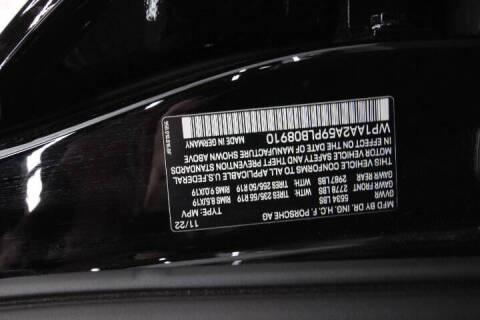 MFD BY DR. ING. H.C. F. PORSCHE AG 11/22
GVWR 5534 LBS TYPE: MPV
GAWR FRONT 2778 LBS TIRES 235/55 R19 RIMS 8.5JX19
GAWR REAR 2987 LBS TIRES 255/50 R19 RIMS 9.0JX19
THIS VEHICLE CONFORMS TO ALL APPLICABLE U.S. FEDERAL
MOTOR VEHICLE SAFETY AND THEFT PREVENTION STANDARDS
IN EFFECT ON THE DATE OF MANUFACTURE SHOWN ABOVE
WP1AA2A59PLB08910 MADE IN GERMANY